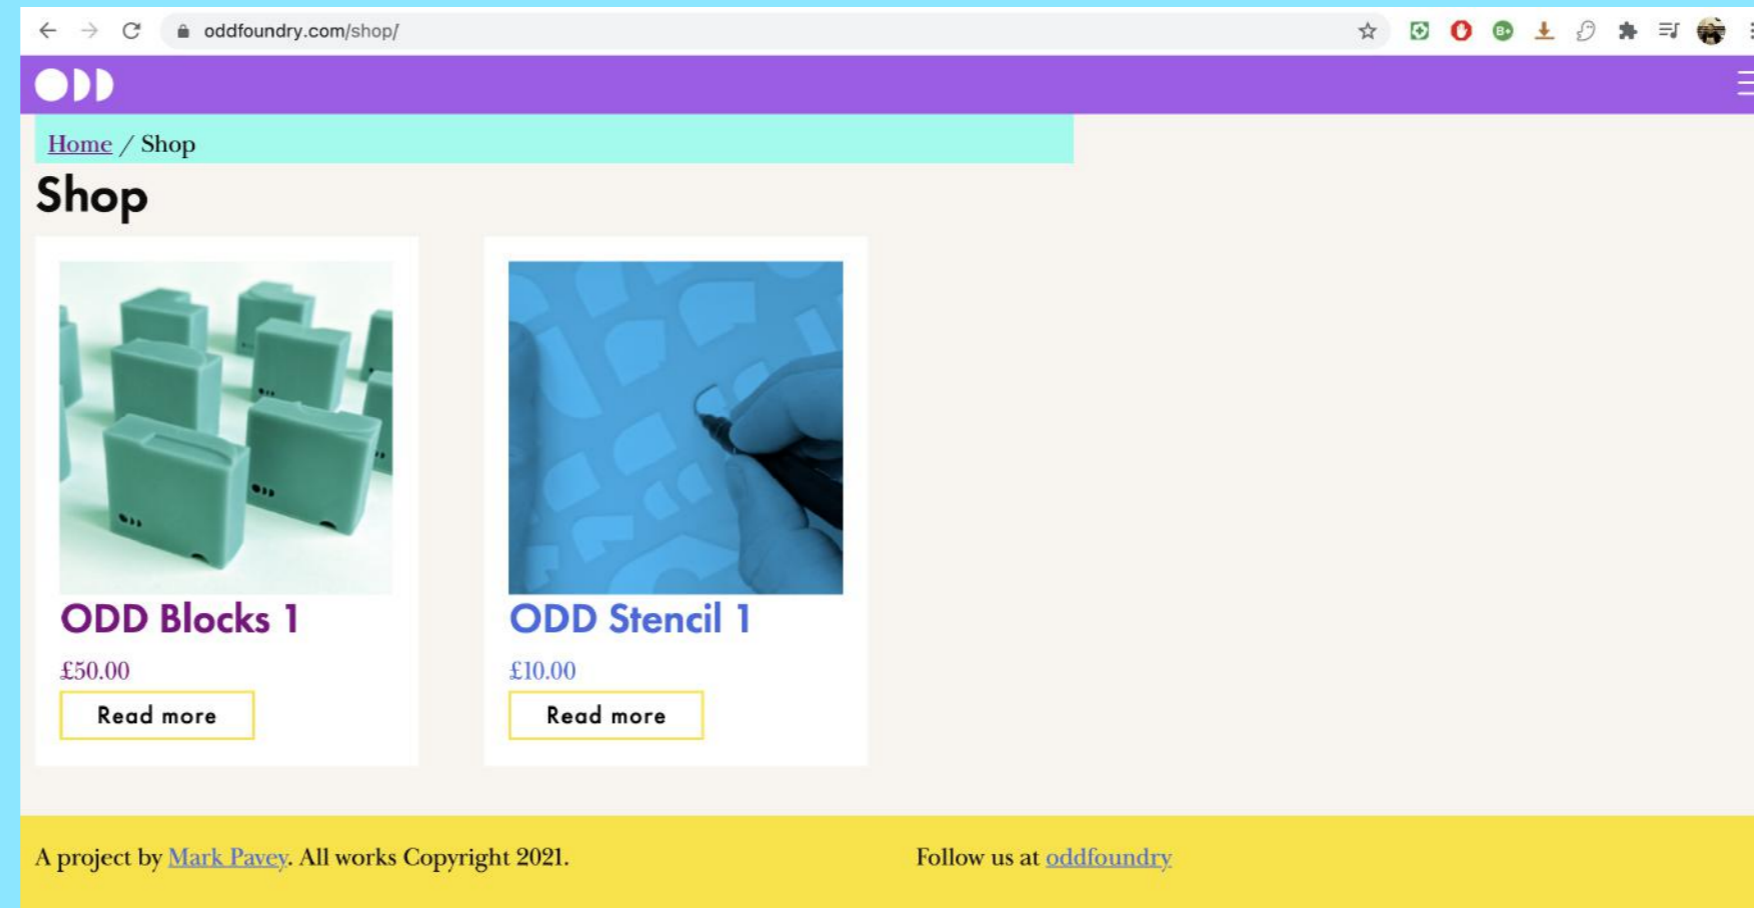 oddfoundry.com/shop/
ODD
Home / Shop
Shop
ODD Blocks 1
£50.00
Read more
ODD Stencil 1
£10.00
Read more
A project by Mark Pavey. All works Copyright 2021.
Follow us at oddfoundry